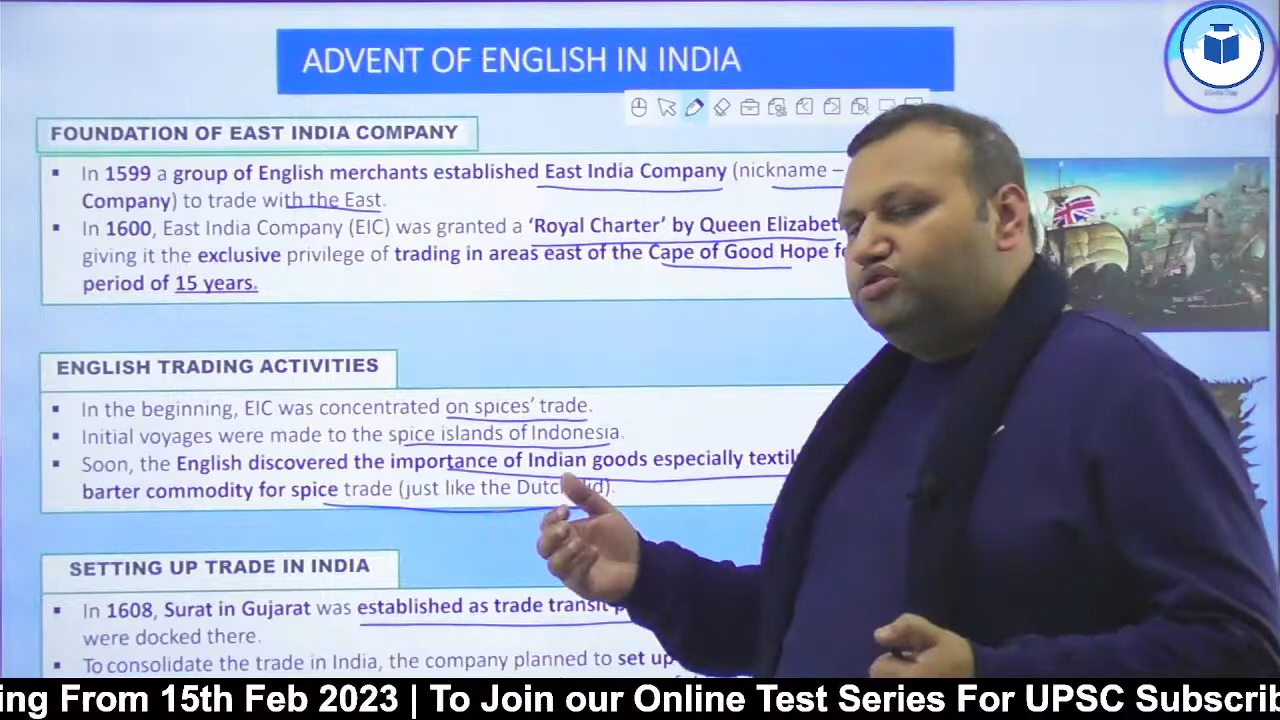 ADVENT OF ENGLISH IN INDIA
FOUNDATION OF EAST INDIA COMPANY
▪ In 1599 a group of English merchants established East India Company (nickname –
Company) to trade with the East.
▪ In 1600, East India Company (EIC) was granted a ‘Royal Charter’ by Queen
giving it the exclusive privilege of trading in areas east of the Cape of Good Hope
period of 15 years.
ENGLISH TRADING ACTIVITIES
▪ In the beginning, EIC was concentrated on spices’ trade.
▪ Initial voyages were made to the spice islands of Indonesia.
▪ Soon, the English discovered the importance of Indian goods especially
barter commodity for spice trade (just like the Dutch did).
SETTING UP TRADE IN INDIA
▪ In 1608, Surat in Gujarat was established as trade transit
were docked there.
▪ To consolidate the trade in India, the company planned to set up
ing From 15th Feb 2023 | To Join our Online Test Series For UPSC Subscrib